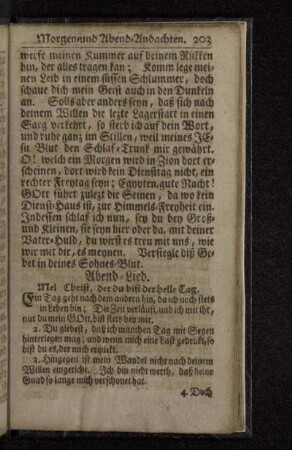 Morgen- und Abend-Andachten. 203
werfe meinen Kummer auf deinem Rükken
hin, der alles tragen kan; Komm lege mei-
nen Leid in einem süssen Schlummer, doch
schaue dich mein Geist auch in den Dunkeln
an. Solls aber anders seyn, daß sich nach
deinem Willen die letzte Lagerstatt in einen
Sarg verkehrt, so sterb ich auf dein Wort,
und ruhe ganz im Stillen, weil meines JE-
su Blut den Schlaf-Trunk mir gewährt.
O! welch ein Morgen wird in Zion dort er-
scheinen, dort wird kein Dienstag nicht, ein
rechter Freytag seyn; Egypten, gute Nacht!
GOtt führt zulezt die Seinen, da wo kein
Dienst-Haus ist, zur Himmels-Freyheit ein.
Indessen schlaf ich nun, sey du bey Groß-
und Kleinen, sie seyn hier oder da, mit deiner
Vater-Huld, du wirst es treu mit uns, wie
wir mit dir, es meynen. Versiegle diß Ge-
bet in deines Sohnes-Blut.
Abend-Lied.
Mel Christ, der du bist der helle Tag.
Ein Tag geht nach dem andern hin, da ich noch stets
in Leben bin; Die Zeit verläuft, und ich mit ihr,
nur du mein GOtt, bist stets bey mir.
2. Du giebest, daß ich manchen Tag mit Segen
hinterlegen mag; und wenn mich eine Last gedrükt, so
bist du es, der mich erquikt.
3. Hingegen ist mein Wandel nicht nach deinem
Willen eingericht. Ich bin nicht werth, daß deine
Gnad so lange mich verschonet hat.
4. Doch